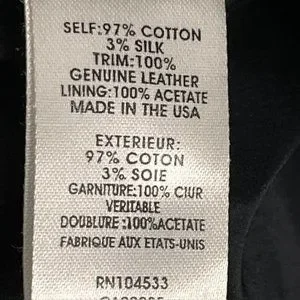 SELF:97% COTTON
3% SILK
TRIM:100%
GENUINE LEATHER
LINING:100% ACETATE
MADE IN THE USA
EXTERIEUR:
97% COTON
3% SOIE
GARNITURE:100% CIUR
VERITABLE
DOUBLURE :100%ACETATE
FABRIQUE AUX ETATS-UNIS
RN104533